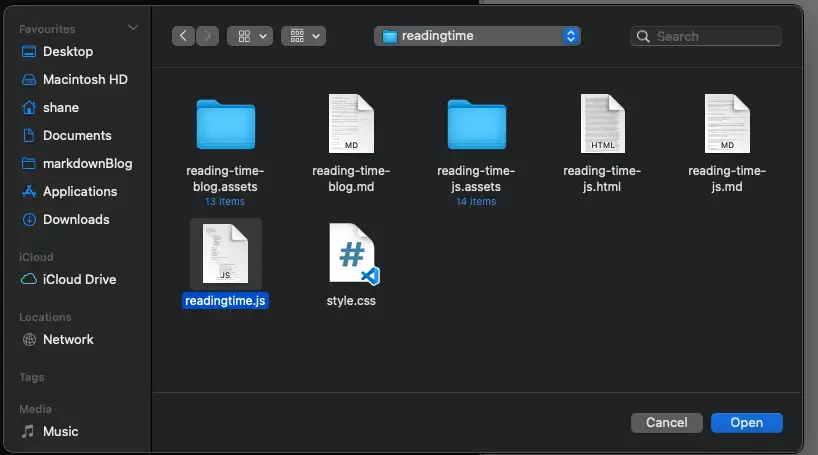 Favourites
Desktop
Macintosh HD
shane
Documents
markdownBlog
Applications
Downloads
iCloud
iCloud Drive
Locations
Network
Tags
Media
Music
readingtime
Search
reading-time-
blog.assets
13 items
MD
reading-time-
blog.md
reading-time-
js.assets
14 items
HTML
reading-time-
js.html
MD
reading-time-
js.md
JS
readingtime.js
#
style.css
Cancel
Open